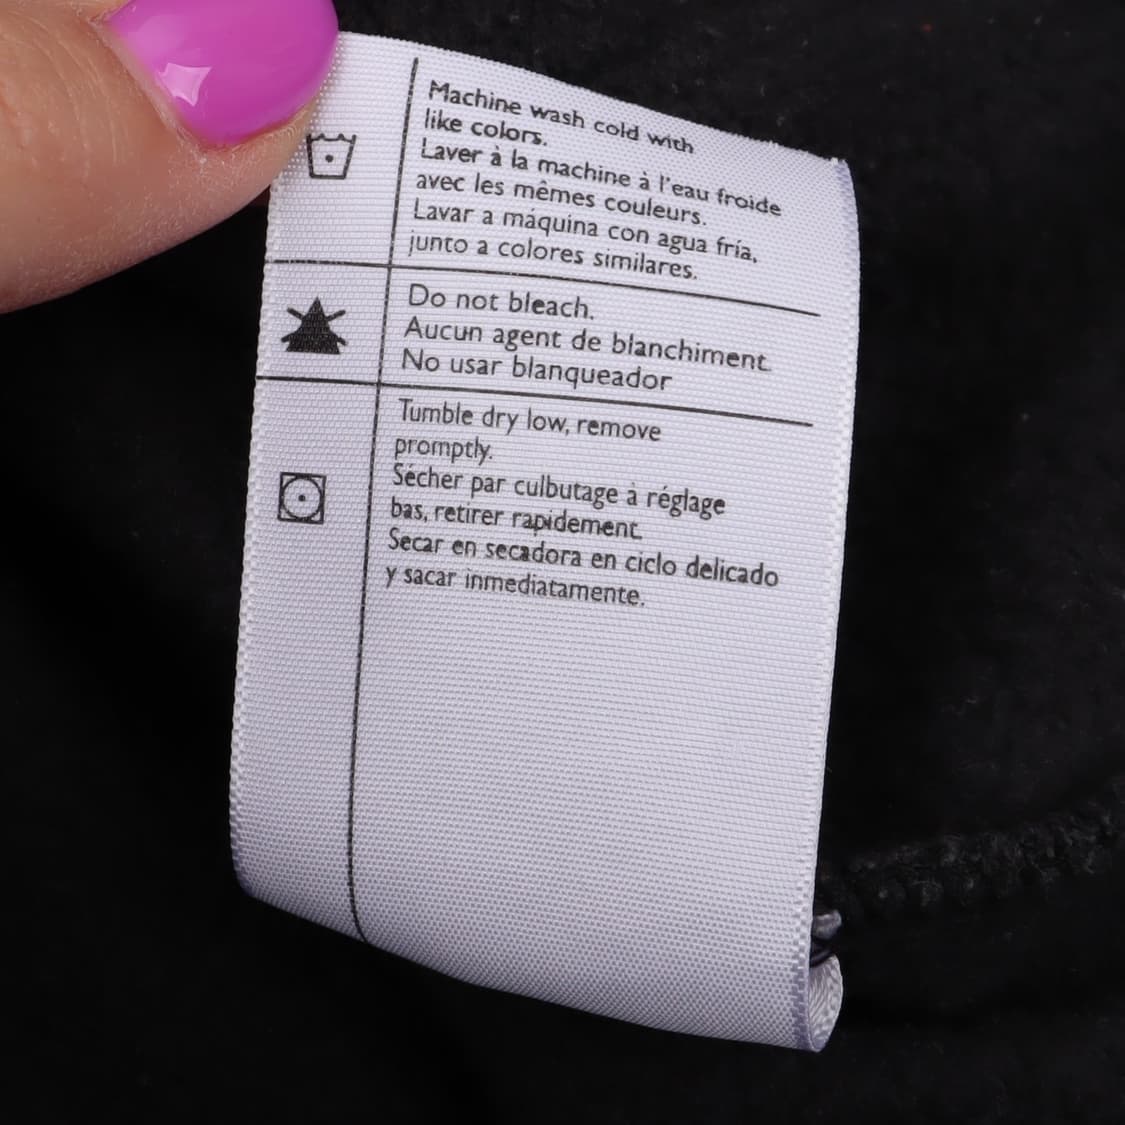 Machine wash cold with
like colors.
Laver à la machine à l'eau froide
avec les mêmes couleurs.
Lavar a máquina con agua fría,
junto a colores similares.
Do not bleach.
Aucun agent de blanchiment.
No usar blanqueador
Tumble dry low, remove
promptly.
Sécher par culbutage à réglage
bas, retirer rapidement.
Secar en secadora en ciclo delicado
y sacar inmediatamente.